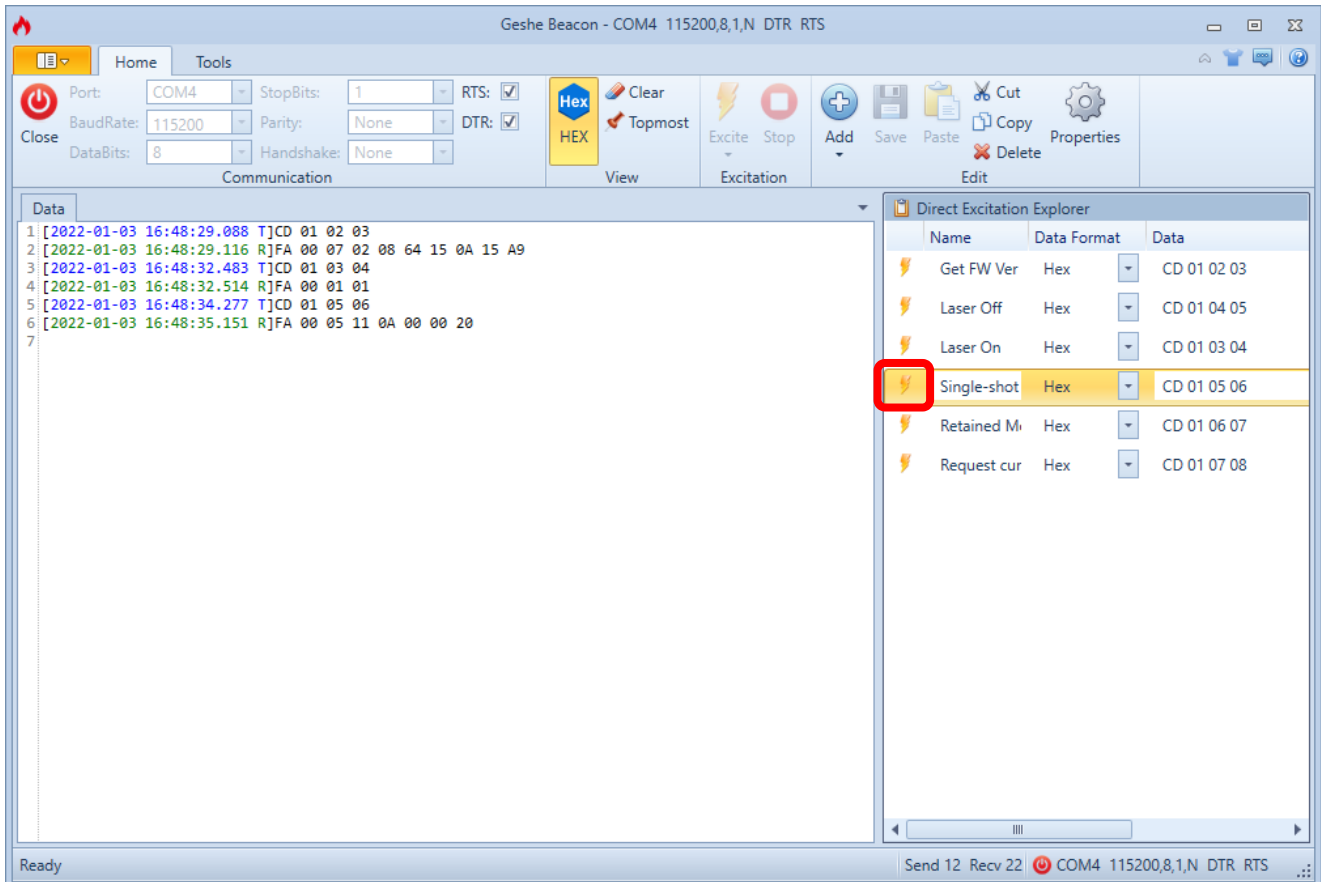 Geshe Beacon - COM4 115200,8,1,N DTR RTS
Home Tools
Port: COM4 StopBits: 1 RTS:
BaudRate: 115200 Parity: None DTR:
DataBits: 8 Handshake: None
Close
Communication
Hex
HEX
Clear
Topmost
View
Excite Stop
Excitation
Add Save Paste
Cut
Copy
Delete
Properties
Edit
Data
1 [2022-01-03 16:48:29.088 T]CD 01 02 03
2 [2022-01-03 16:48:29.116 R]FA 00 07 02 08 64 15 0A 15 A9
3 [2022-01-03 16:48:32.483 T]CD 01 03 04
4 [2022-01-03 16:48:32.514 R]FA 00 01 01
5 [2022-01-03 16:48:34.277 T]CD 01 05 06
6 [2022-01-03 16:48:35.151 R]FA 00 05 11 0A 00 00 20
7
Direct Excitation Explorer
Name Data Format Data
Get FW Ver Hex CD 01 02 03
Laser Off Hex CD 01 04 05
Laser On Hex CD 01 03 04
Single-shot Hex CD 01 05 06
Retained M Hex CD 01 06 07
Request cur Hex CD 01 07 08
Ready
Send 12 Recv 22 COM4 115200,8,1,N DTR RTS